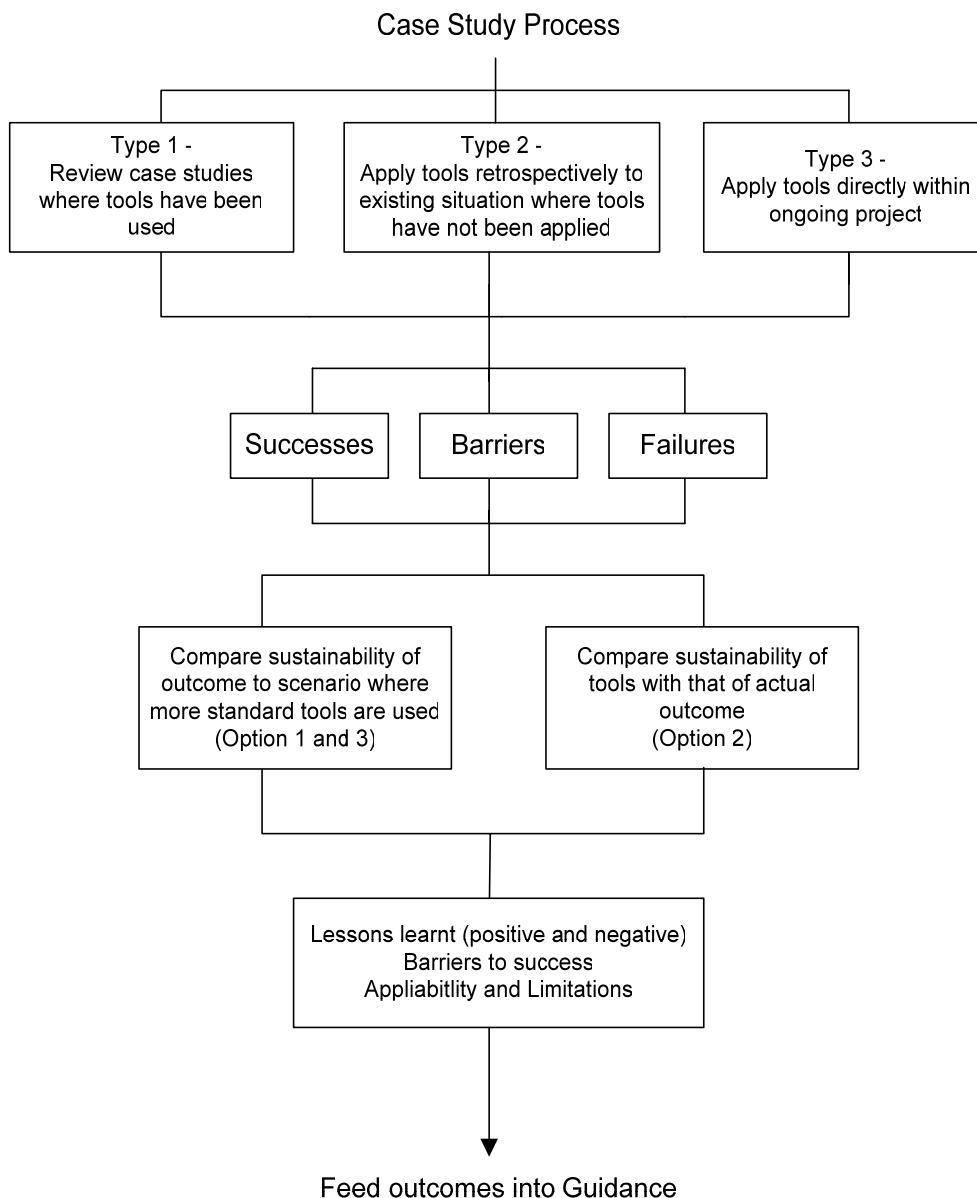 Case Study Process
Type 1 -
Review case studies
where tools have been
used
Type 2 -
Apply tools retrospectively to
existing situation where tools
have not been applied
Type 3 -
Apply tools directly within
ongoing project
Successes
Barriers
Failures
Compare sustainability of
outcome to scenario where
more standard tools are used
(Option 1 and 3)
Compare sustainability of
tools with that of actual
outcome
(Option 2)
Lessons learnt (positive and negative)
Barriers to success
Appliabitlity and Limitations
Feed outcomes into Guidance